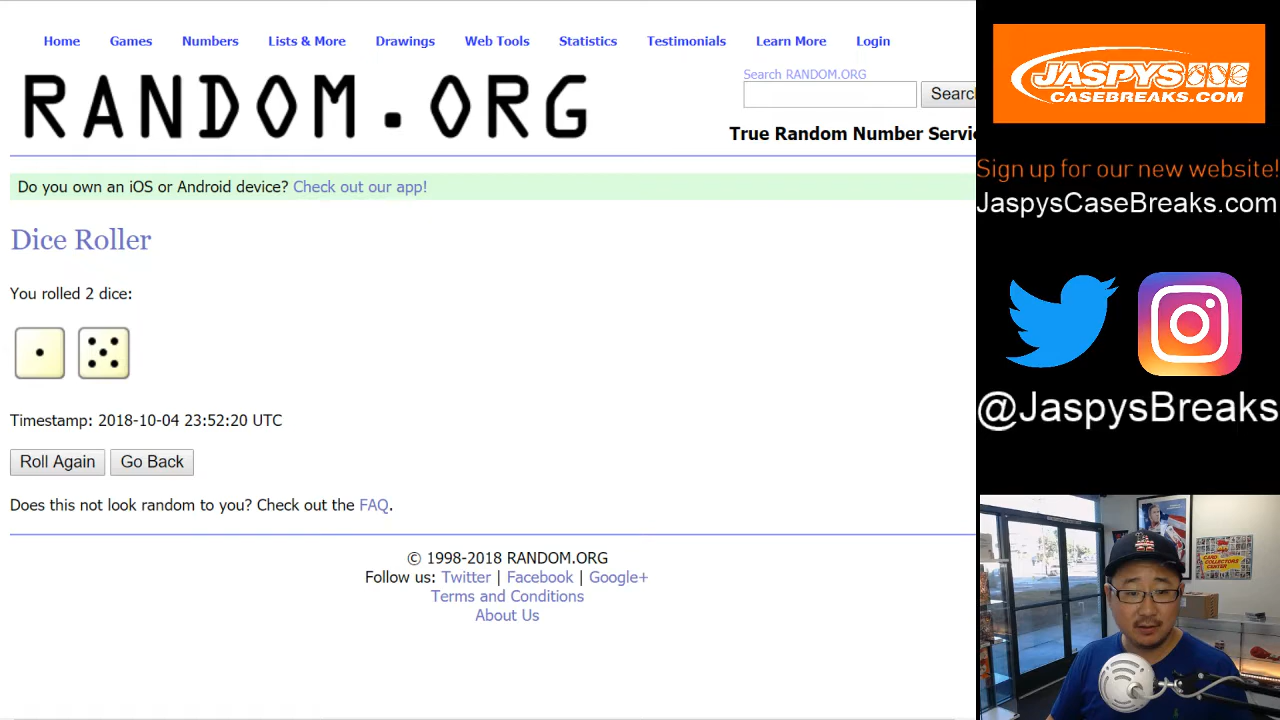 Home Games Numbers Lists & More Drawings Web Tools Statistics Testimonials Learn More Login
RANDOM.ORG
Search RANDOM.ORG
Searc
True Random Number Servi
Do you own an iOS or Android device? Check out our app!
Dice Roller
You rolled 2 dice:
Timestamp: 2018-10-04 23:52:20 UTC
Roll Again Go Back
Does this not look random to you? Check out the FAQ.
© 1998-2018 RANDOM.ORG
Follow us: Twitter | Facebook | Google+
Terms and Conditions
About Us
JASPYS
CASEBREAKS.COM
Sign up for our new website!
JaspysCaseBreaks.com
@JaspysBreaks
CARD
COLLECTORS
CENTER